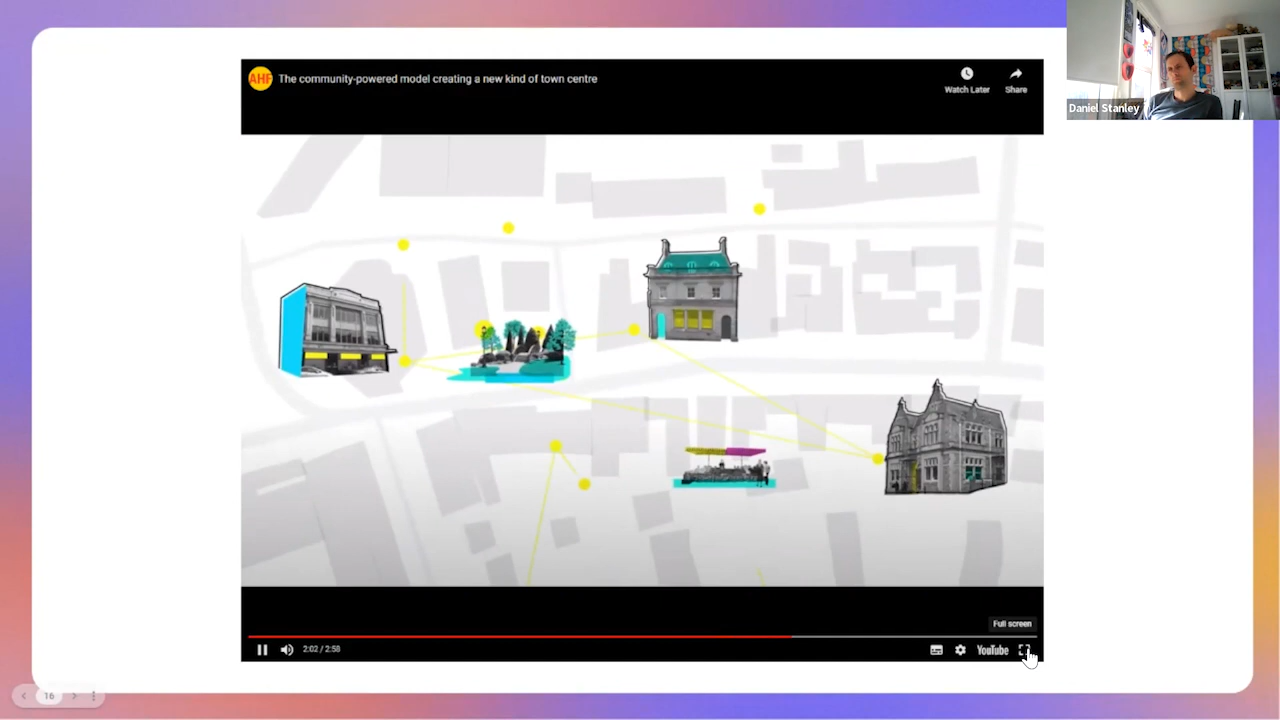 AHF
The community-powered model creating a new kind of town centre
Watch Later
Share
Daniel Stanley
Full screen
2:02 / 2:58
YouTube
16